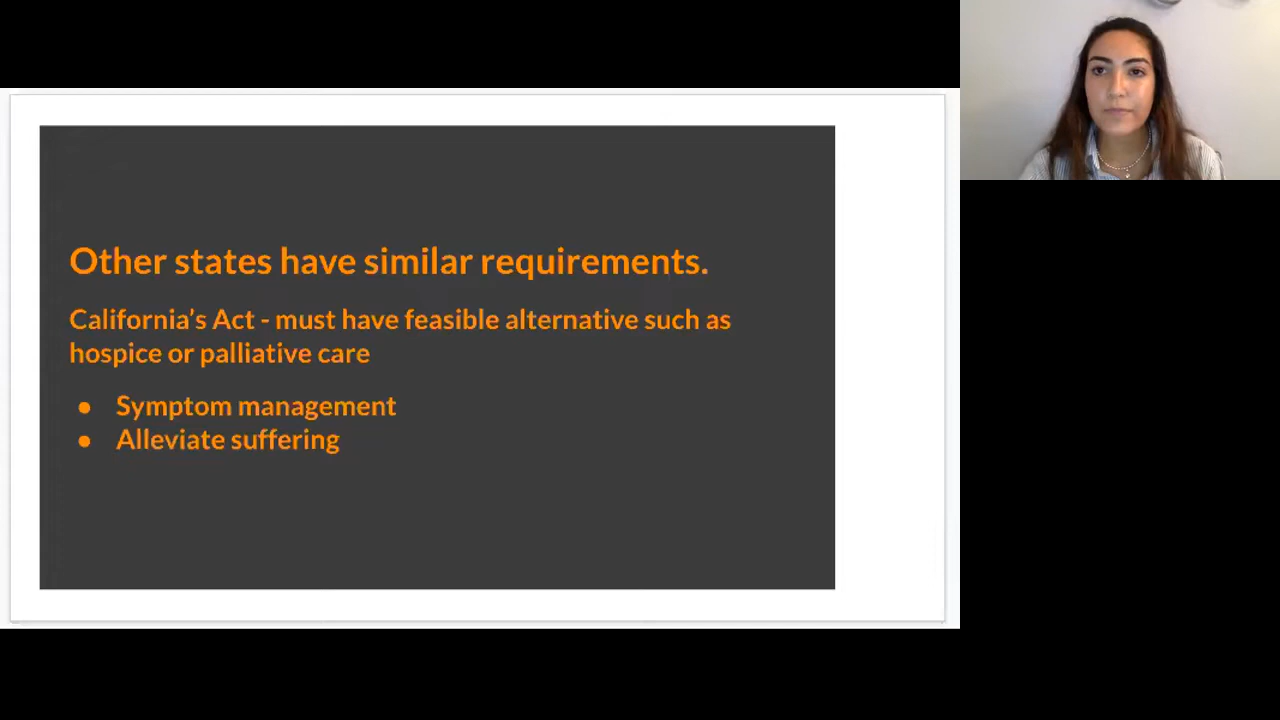 Other states have similar requirements.
California’s Act - must have feasible alternative such as
hospice or palliative care
● Symptom management
● Alleviate suffering